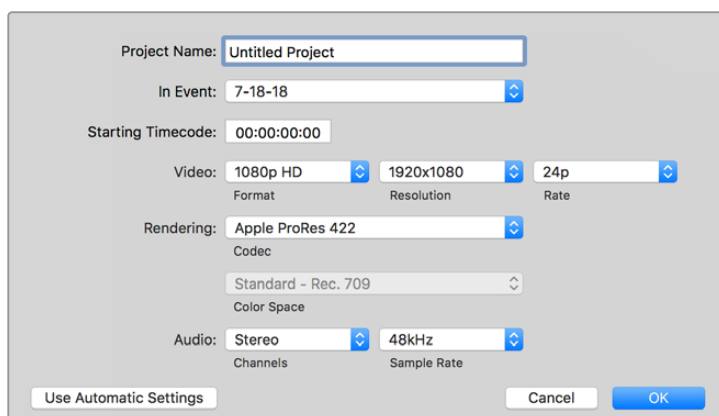 Project Name: Untitled Project
In Event: 7-18-18
Starting Timecode: 00:00:00:00
Video: 1080p HD 1920x1080 24p
Format Resolution Rate
Rendering: Apple ProRes 422
Codec
Standard - Rec. 709
Color Space
Audio: Stereo 48kHz
Channels Sample Rate
Use Automatic Settings Cancel OK